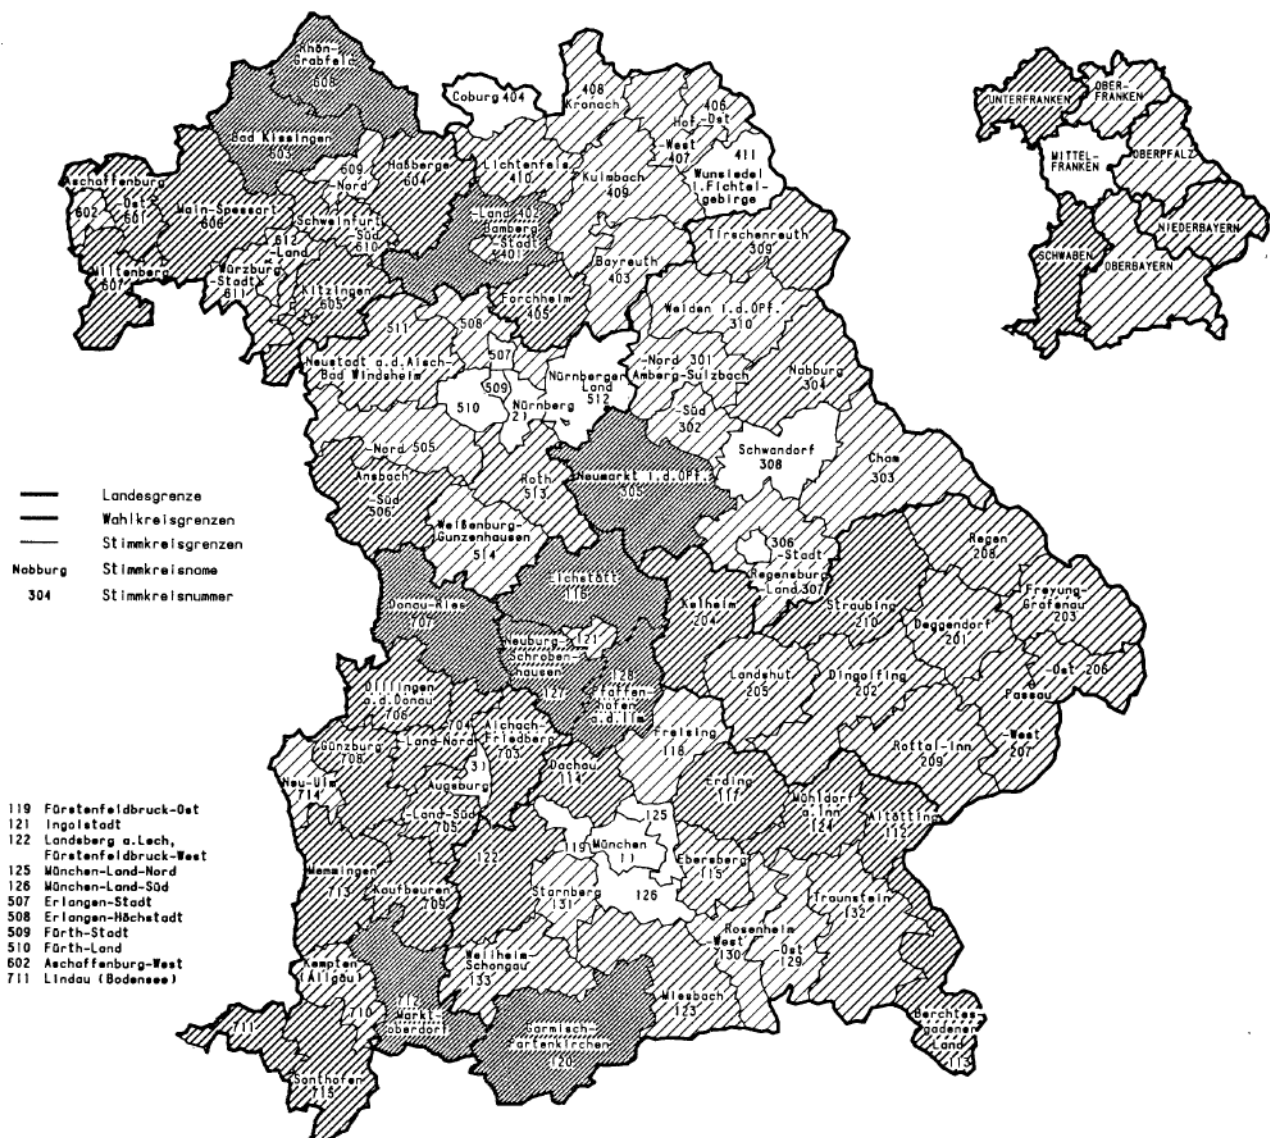 Rhön-
Grabfeld
608
Bad Kissingen
603
Coburg 404
408
Kronach
406
Hof-Ost
-West
407
411
Wunsiedel
i.Fichtel-
gebirge
Lichtenfels
410
Kulmbach
409
609
-Nord
Haßberge
604
Schweinfurt
-Süd
610
Aschaffenburg
602
-Ost
601
Main-Spessart
606
Miltenberg
607
612
-Land
Würzburg
-Stadt
611
Kitzingen
605
-Land 402
Bamberg
-Stadt
401
Bayreuth
403
Forchheim
405
Tirschenreuth
309
Weiden i.d.OPf.
310
-Nord 301
Amberg-Sulzbach
-Süd
302
Nabburg
304
511
Neustadt a.d.Aisch-
Bad Windsheim
508
507
509
510
Nürnberg
2)
Nürnberger
Land
512
-Nord 505
Ansbach
-Süd
506
Roth
513
Weißenburg-
Gunzenhausen
514
Neumarkt i.d.OPf.
305
Schwandorf
308
Cham
303
306
-Stadt
Regensburg
-Land 307
Regen
208
Freyung-
Grafenau
203
Straubing
210
Deggendorf
201
-Ost 206
Passau
-West
207
Kelheim
204
Landshut
205
Dingolfing
202
Rottal-Inn
209
Eichstätt
116
Donau-Ries
707
121
Neuburg-
Schroben-
hausen
127
128
Pfaffen-
hofen
a.d.Ilm
Dillingen
a.d.Donau
706
704
-Land-Nord
Aichach-
Friedberg
703
3)
Augsburg
-Land-Süd
705
Günzburg
708
Neu-Ulm
714
Freising
118
Dachau
114
Erding
117
Mühldorf
a.Inn
124
Altötting
112
125
119
München
1)
126
Ebersberg
115
122
Starnberg
131
Memmingen
713
Kaufbeuren
709
Traunstein
132
Rosenheim
-West
130
-Ost
129
Weilheim-
Schongau
133
Miesbach
123
Kempten
(Allgäu)
710
712
Markt-
oberdorf
711
Sonthofen
715
Garmisch-
Partenkirchen
120
Berchtes-
gadener
Land
113
UNTERFRANKEN
OBER-
FRANKEN
MITTEL-
FRANKEN
OBERPFALZ
NIEDERBAYERN
SCHWABEN
OBERBAYERN
Landesgrenze
Wahlkreisgrenzen
Stimmkreisgrenzen
Nabburg Stimmkreisname
304 Stimmkreisnummer
119 Fürstenfeldbruck-Ost
121 Ingolstadt
122 Landsberg a.Lech,
Fürstenfeldbruck-West
125 München-Land-Nord
126 München-Land-Süd
507 Erlangen-Stadt
508 Erlangen-Höchstadt
509 Fürth-Stadt
510 Fürth-Land
602 Aschaffenburg-West
711 Lindau (Bodensee)